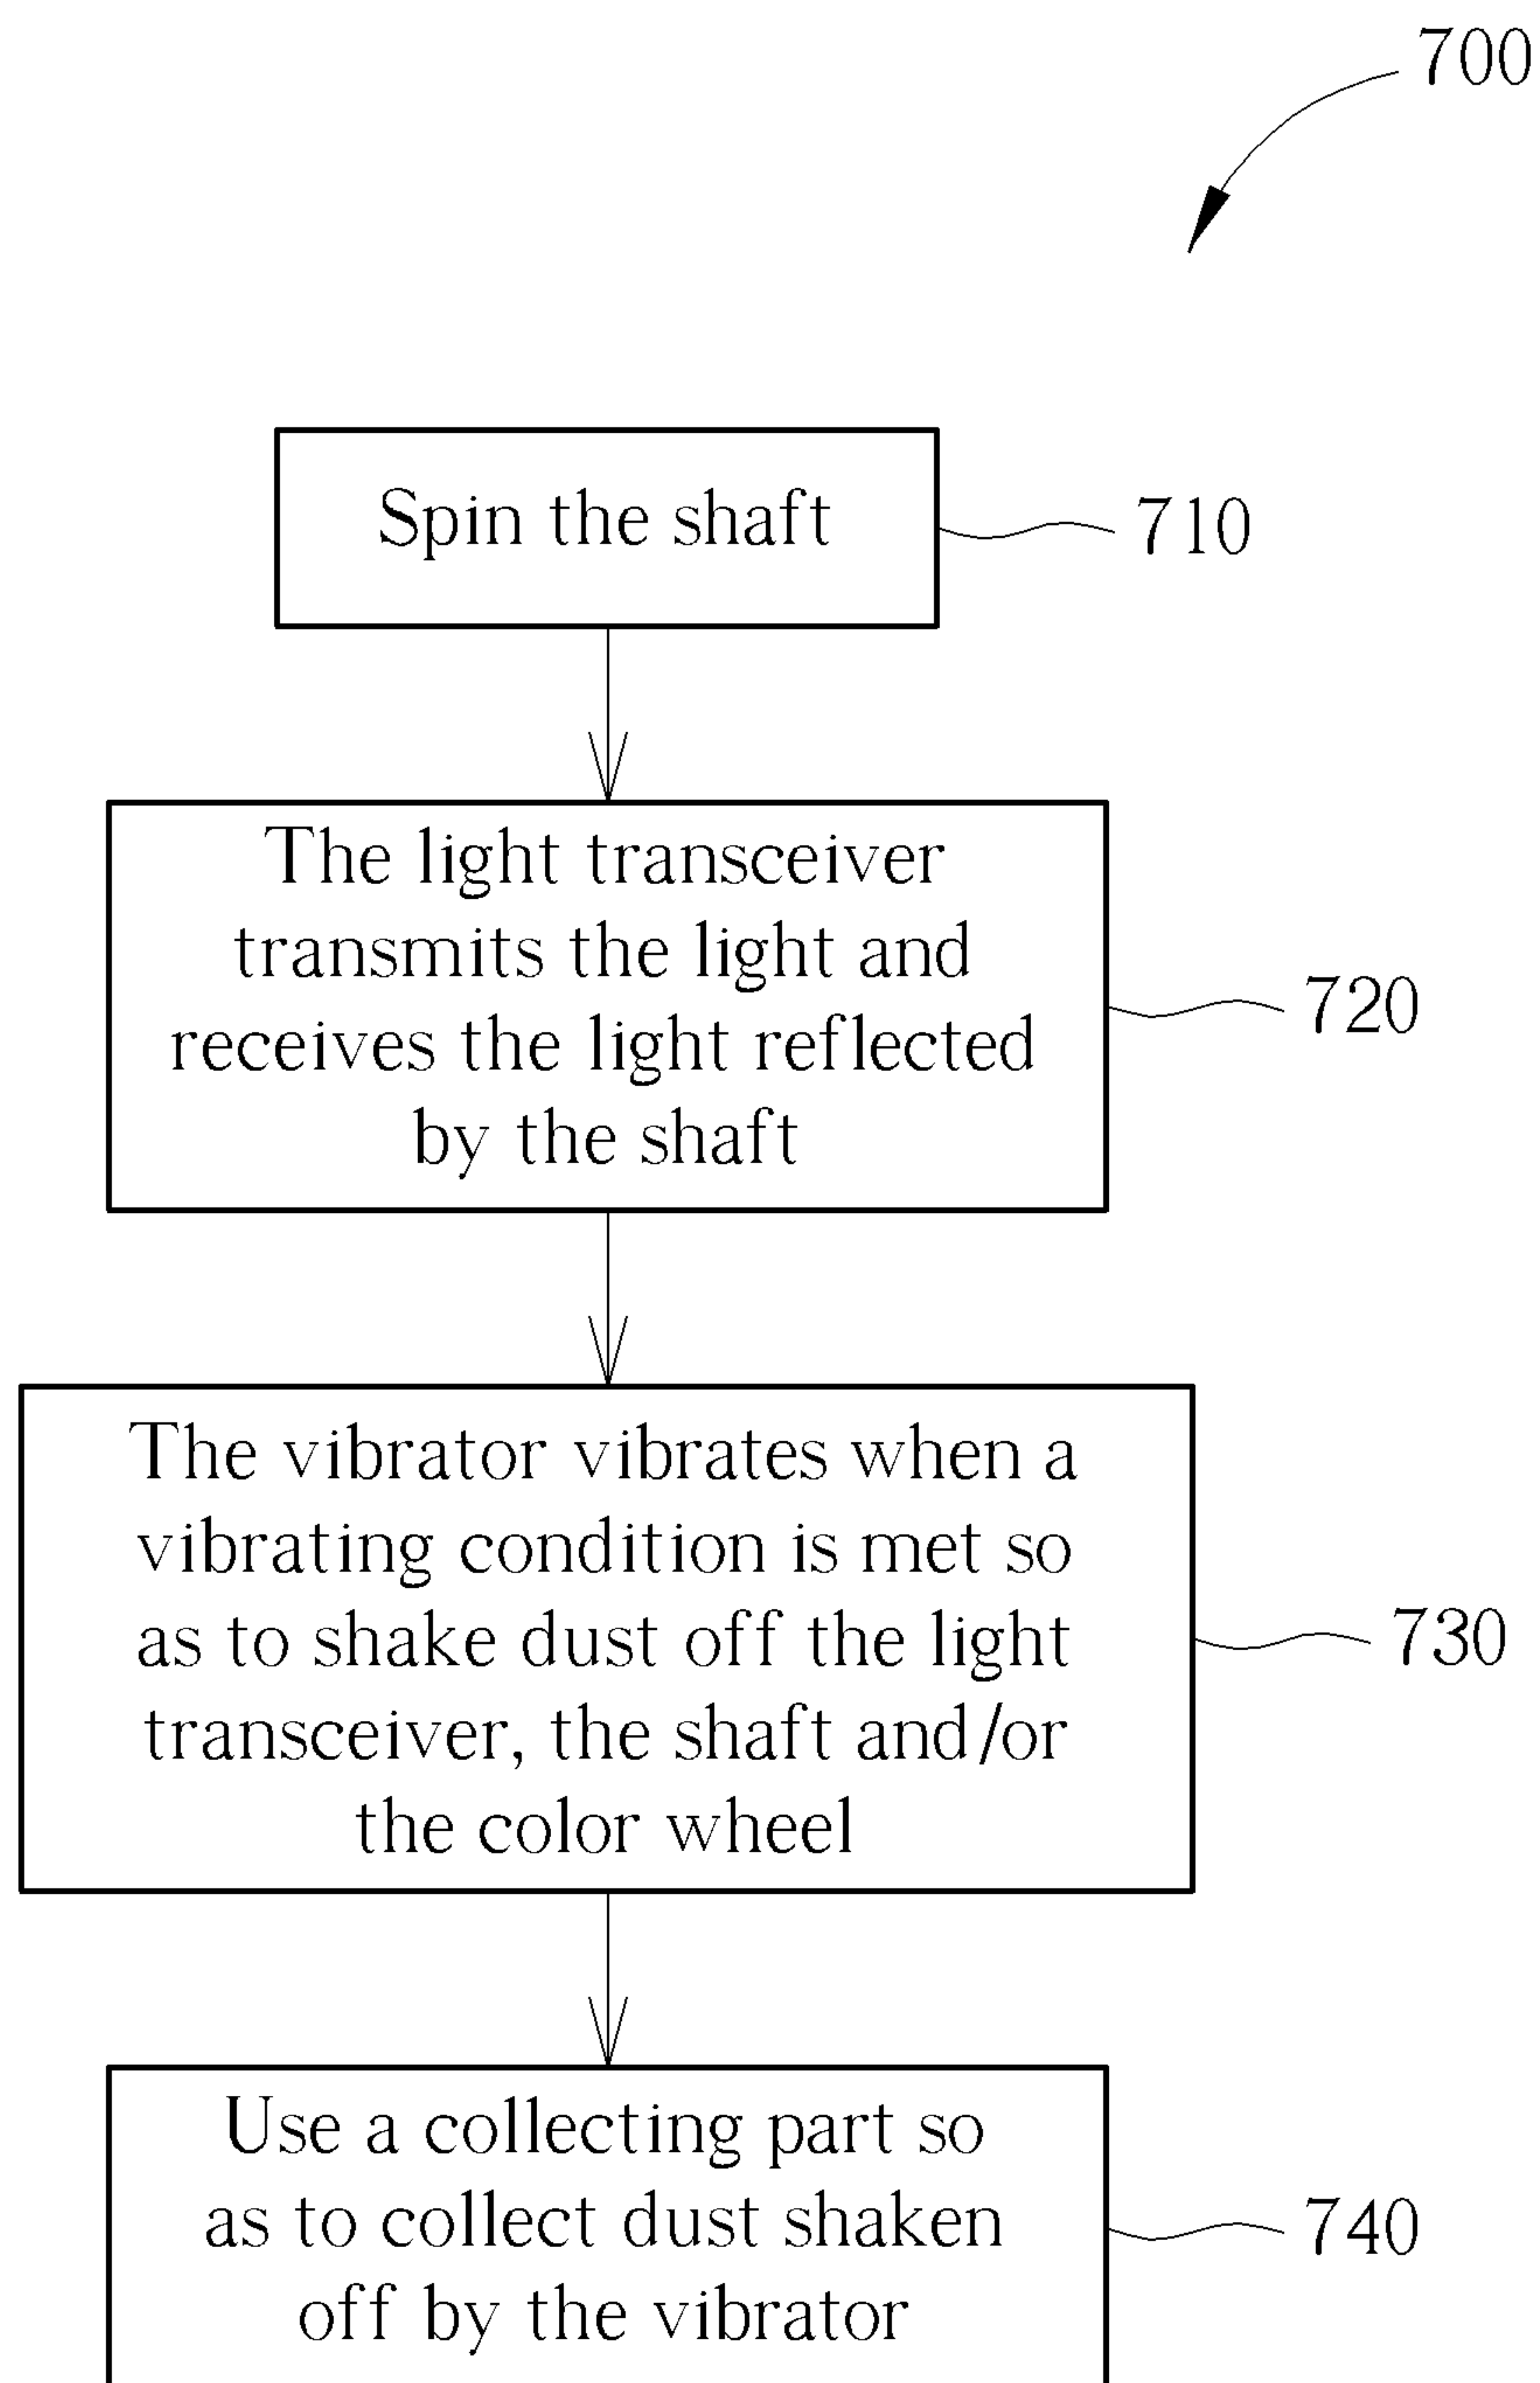 700
Spin the shaft
710
The light transceiver
transmits the light and
receives the light reflected
by the shaft
720
The vibrator vibrates when a
vibrating condition is met so
as to shake dust off the light
transceiver, the shaft and/or
the color wheel
730
Use a collecting part so
as to collect dust shaken
off by the vibrator
740